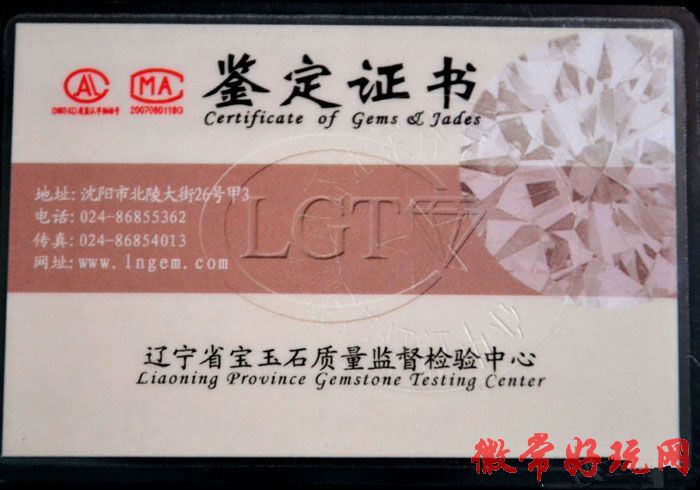 鉴定证书
Certificate of Gems & Jades
CAL
MA
2007060118G
地址: 沈阳市北陵大街26号甲3
电话: 024-86855362
传真: 024-86854013
网址: www.lngem.com
LGT
辽宁省宝玉石质量监督检验中心
Liaoning Province Gemstone Testing Center
微常好玩网